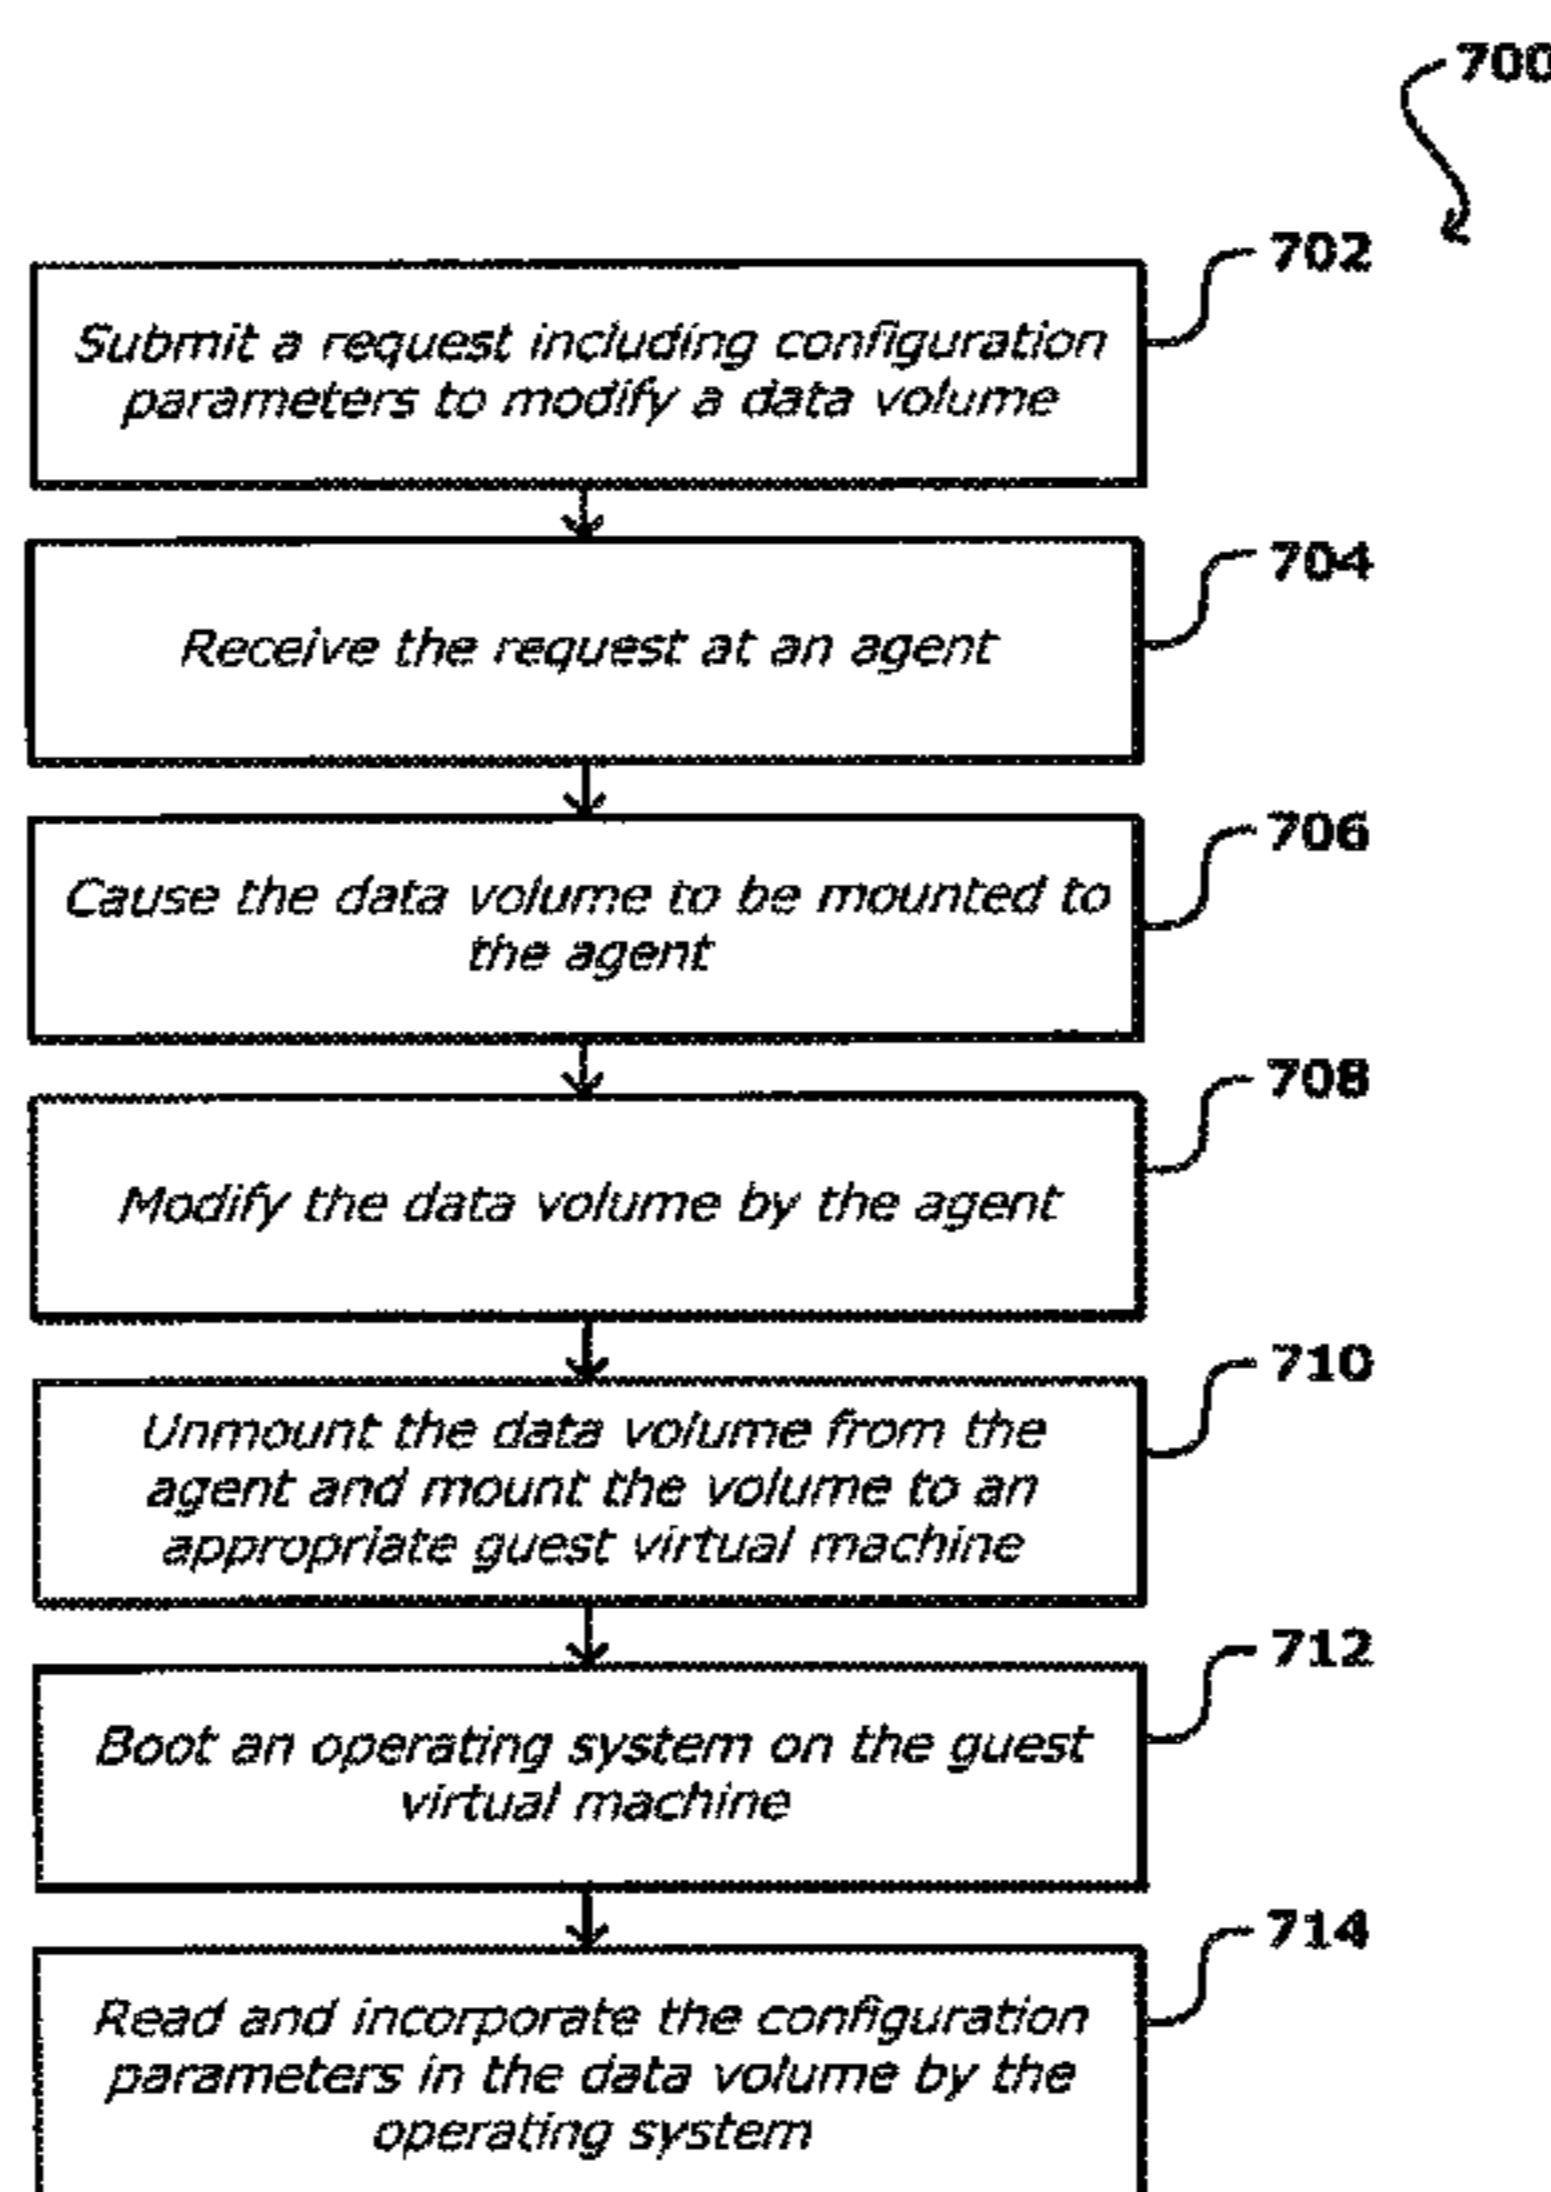 700
702
Submit a request including configuration
parameters to modify a data volume
704
Receive the request at an agent
706
Cause the data volume to be mounted to
the agent
708
Modify the data volume by the agent
710
Unmount the data volume from the
agent and mount the volume to an
appropriate guest virtual machine
712
Boot an operating system on the guest
virtual machine
714
Read and incorporate the configuration
parameters in the data volume by the
operating system